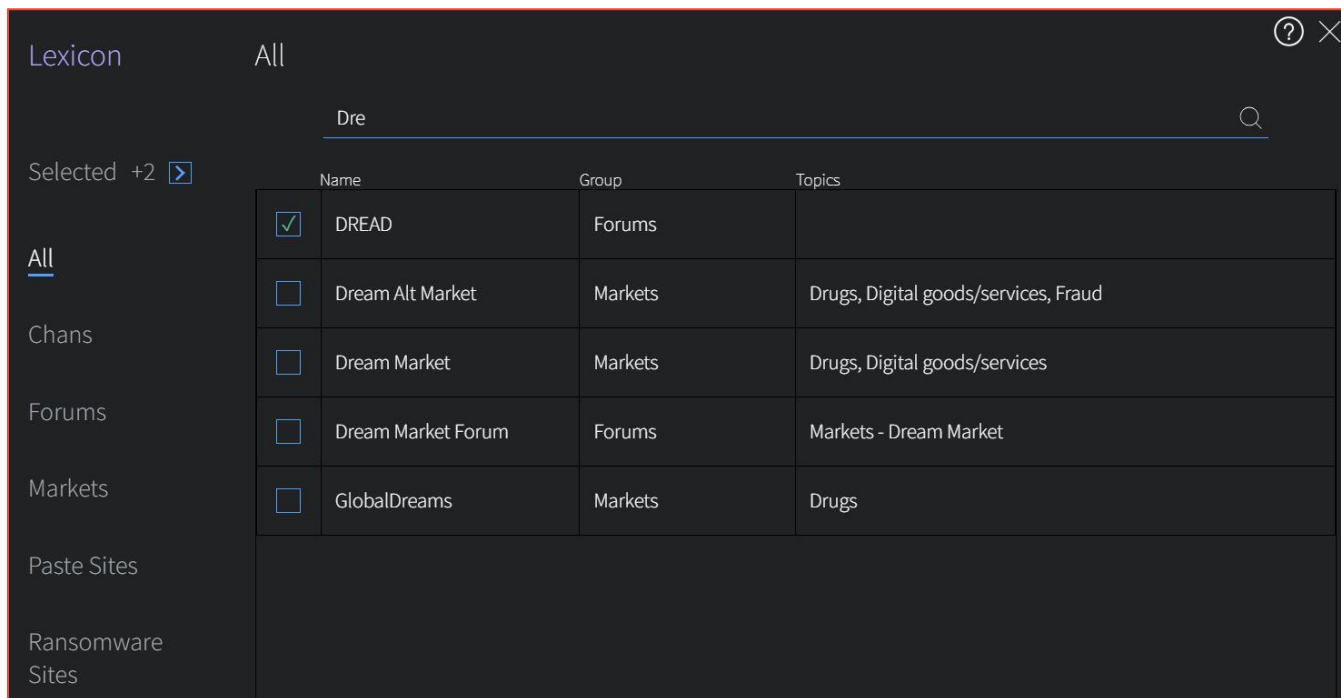 Lexicon
All
?
Dre
Selected +2 >
Name Group Topics
DREAD Forums
All
Dream Alt Market Markets Drugs, Digital goods/services, Fraud
Chans
Dream Market Markets Drugs, Digital goods/services
Forums
Dream Market Forum Forums Markets - Dream Market
Markets
GlobalDreams Markets Drugs
Paste Sites
Ransomware
Sites